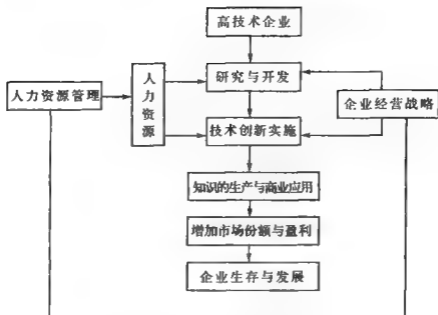 高技术企业
研究与开发
人力资源管理
人力资源
企业经营战略
技术创新实施
知识的生产与商业应用
增加市场份额与盈利
企业生存与发展